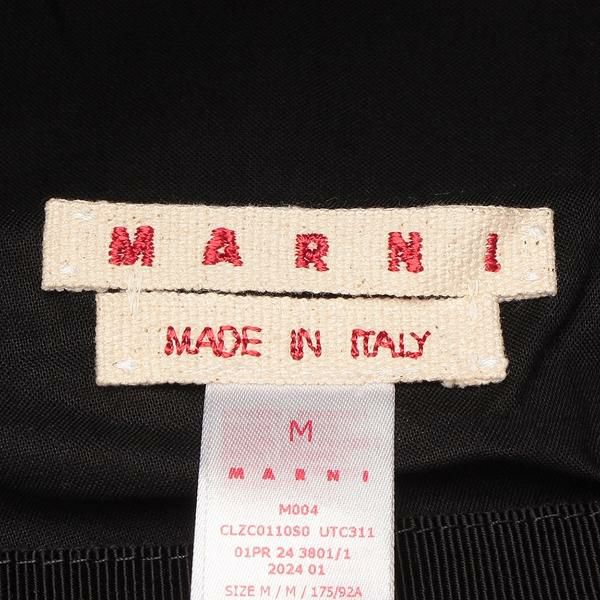 MARNI
MADE IN ITALY
M
MARNI
M004
CLZC0110S0 UTC311
01PR 24 3801/1
2024 01
SIZE M / M / 175/92A